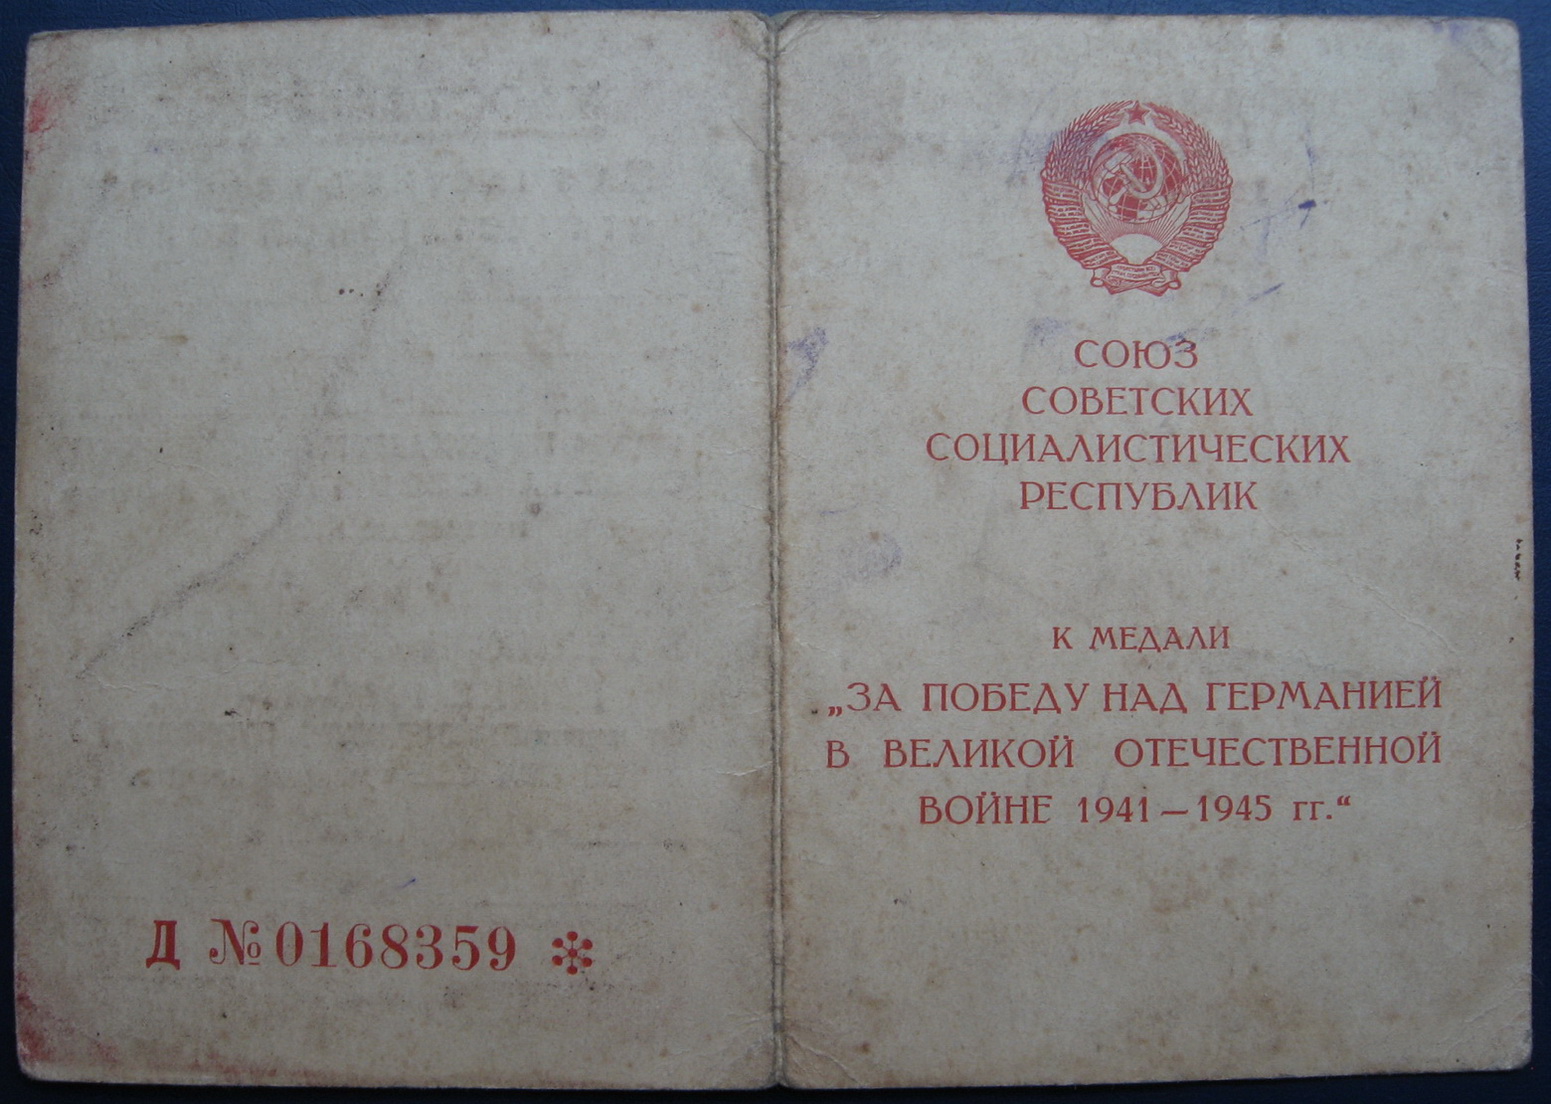 Д №0168359
СОЮЗ
СОВЕТСКИХ
СОЦИАЛИСТИЧЕСКИХ
РЕСПУБЛИК
К МЕДАЛИ
„ЗА ПОБЕДУ НАД ГЕРМАНИЕЙ
В ВЕЛИКОЙ ОТЕЧЕСТВЕННОЙ
ВОЙНЕ 1941—1945 гг.“